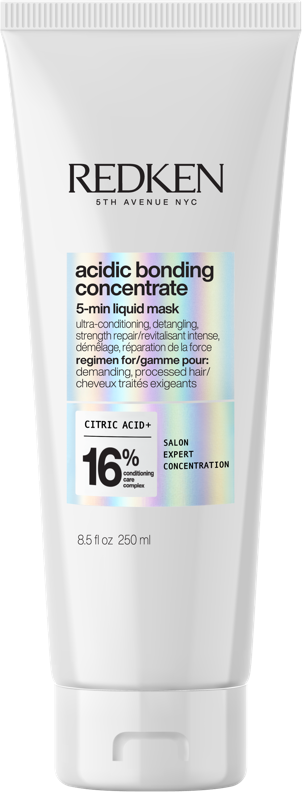 REDKEN
5TH AVENUE NYC
acidic bonding
concentrate
5-min liquid mask
ultra-conditioning, detangling,
strength repair/revitalisant intense,
démêlage, réparation de la force
regimen for/gamme pour:
demanding, processed hair/
cheveux traités exigeants
CITRIC ACID+
16%
conditioning
care
complex
SALON
EXPERT
CONCENTRATION
8.5 fl oz 250 ml